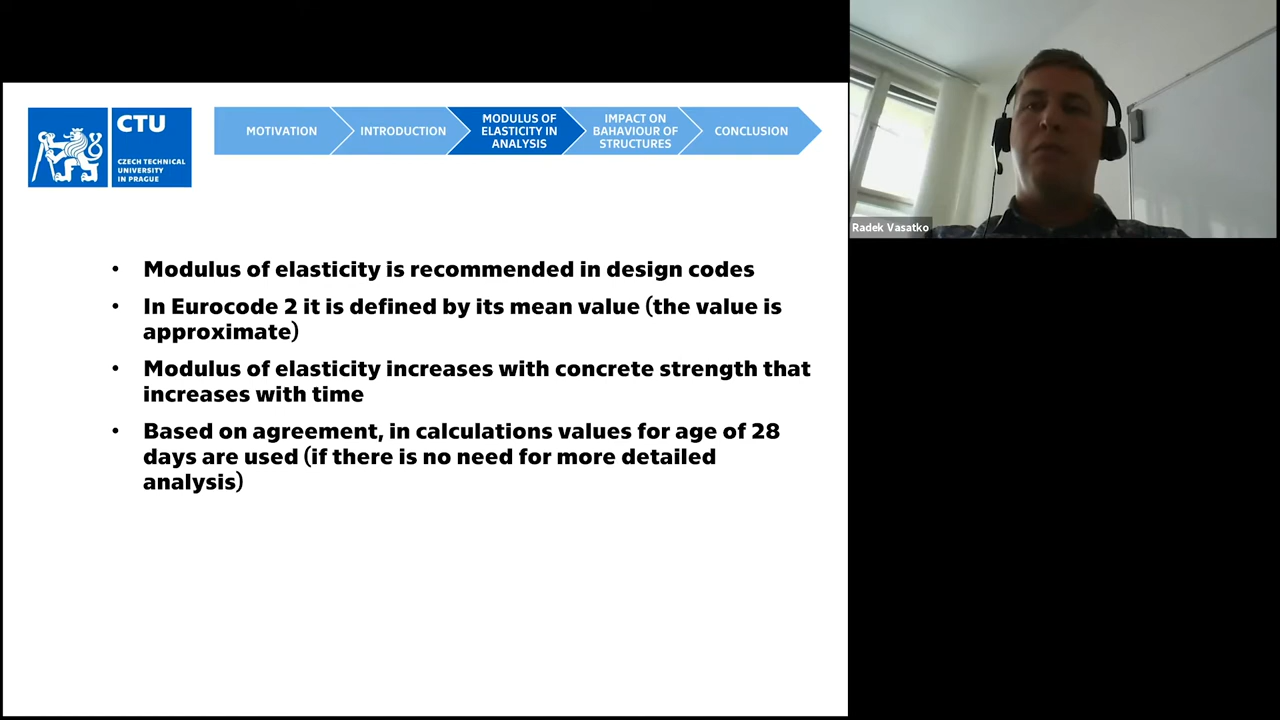 CTU
CZECH TECHNICAL
UNIVERSITY
IN PRAGUE
MOTIVATION
INTRODUCTION
MODULUS OF
ELASTICITY IN
ANALYSIS
IMPACT ON
BAHAVIOUR OF
STRUCTURES
CONCLUSION
Radek Vasatko
• Modulus of elasticity is recommended in design codes
• In Eurocode 2 it is defined by its mean value (the value is
approximate)
• Modulus of elasticity increases with concrete strength that
increases with time
• Based on agreement, in calculations values for age of 28
days are used (if there is no need for more detailed
analysis)